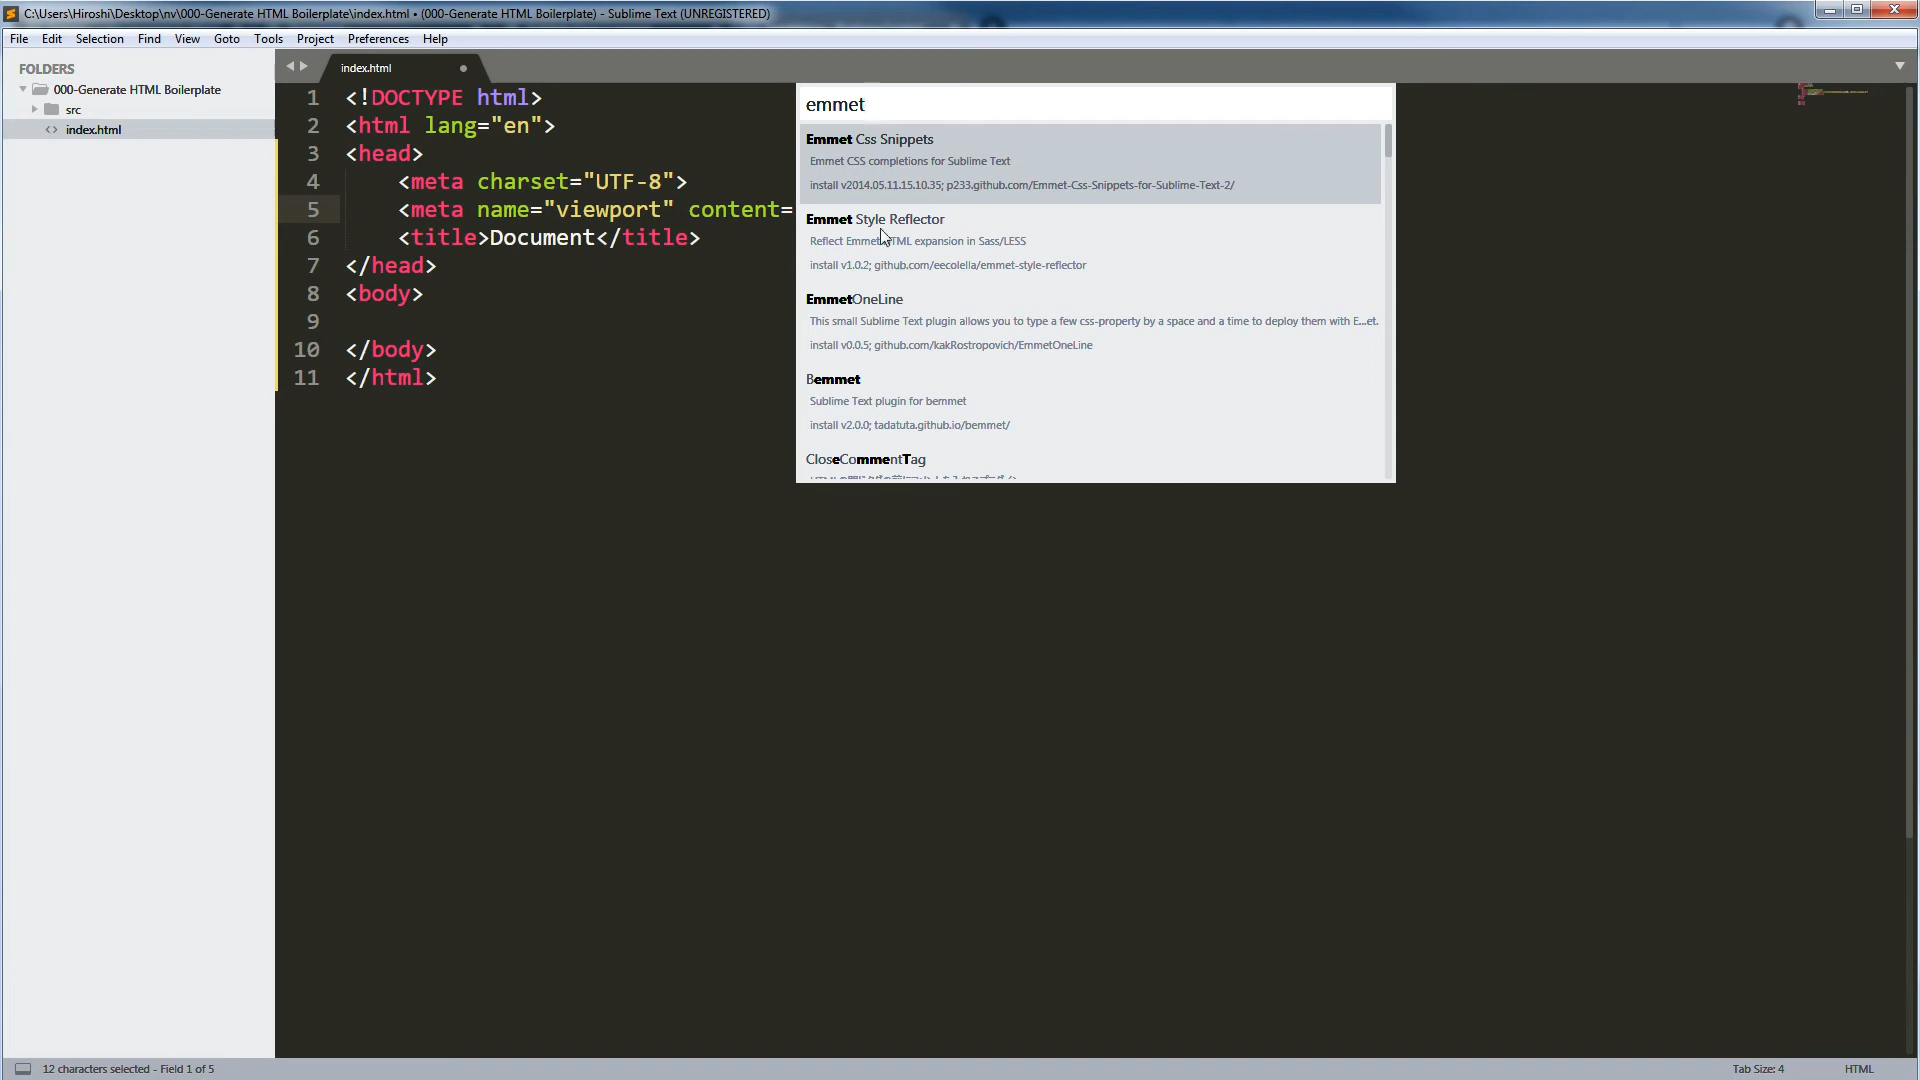 C:\Users\Hiroshi\Desktop\nv\000-Generate HTML Boilerplate\index.html • (000-Generate HTML Boilerplate) - Sublime Text (UNREGISTERED)
File Edit Selection Find View Goto Tools Project Preferences Help
FOLDERS
000-Generate HTML Boilerplate
src
<> index.html
index.html
1 <!DOCTYPE html>
2 <html lang="en">
3 <head>
4 <meta charset="UTF-8">
5 <meta name="viewport" content=
6 <title>Document</title>
7 </head>
8 <body>
9
10 </body>
11 </html>
emmet
Emmet Css Snippets
Emmet CSS completions for Sublime Text
install v2014.05.11.15.10.35; p233.github.com/Emmet-Css-Snippets-for-Sublime-Text-2/
Emmet Style Reflector
Reflect Emmet HTML expansion in Sass/LESS
install v1.0.2; github.com/eecolella/emmet-style-reflector
EmmetOneLine
This small Sublime Text plugin allows you to type a few css-property by a space and a time to deploy them with E...et.
install v0.0.5; github.com/kakRostropovich/EmmetOneLine
Bemmet
Sublime Text plugin for bemmet
install v2.0.0; tadatuta.github.io/bemmet/
CloseCommentTag
12 characters selected - Field 1 of 5
Tab Size: 4
HTML